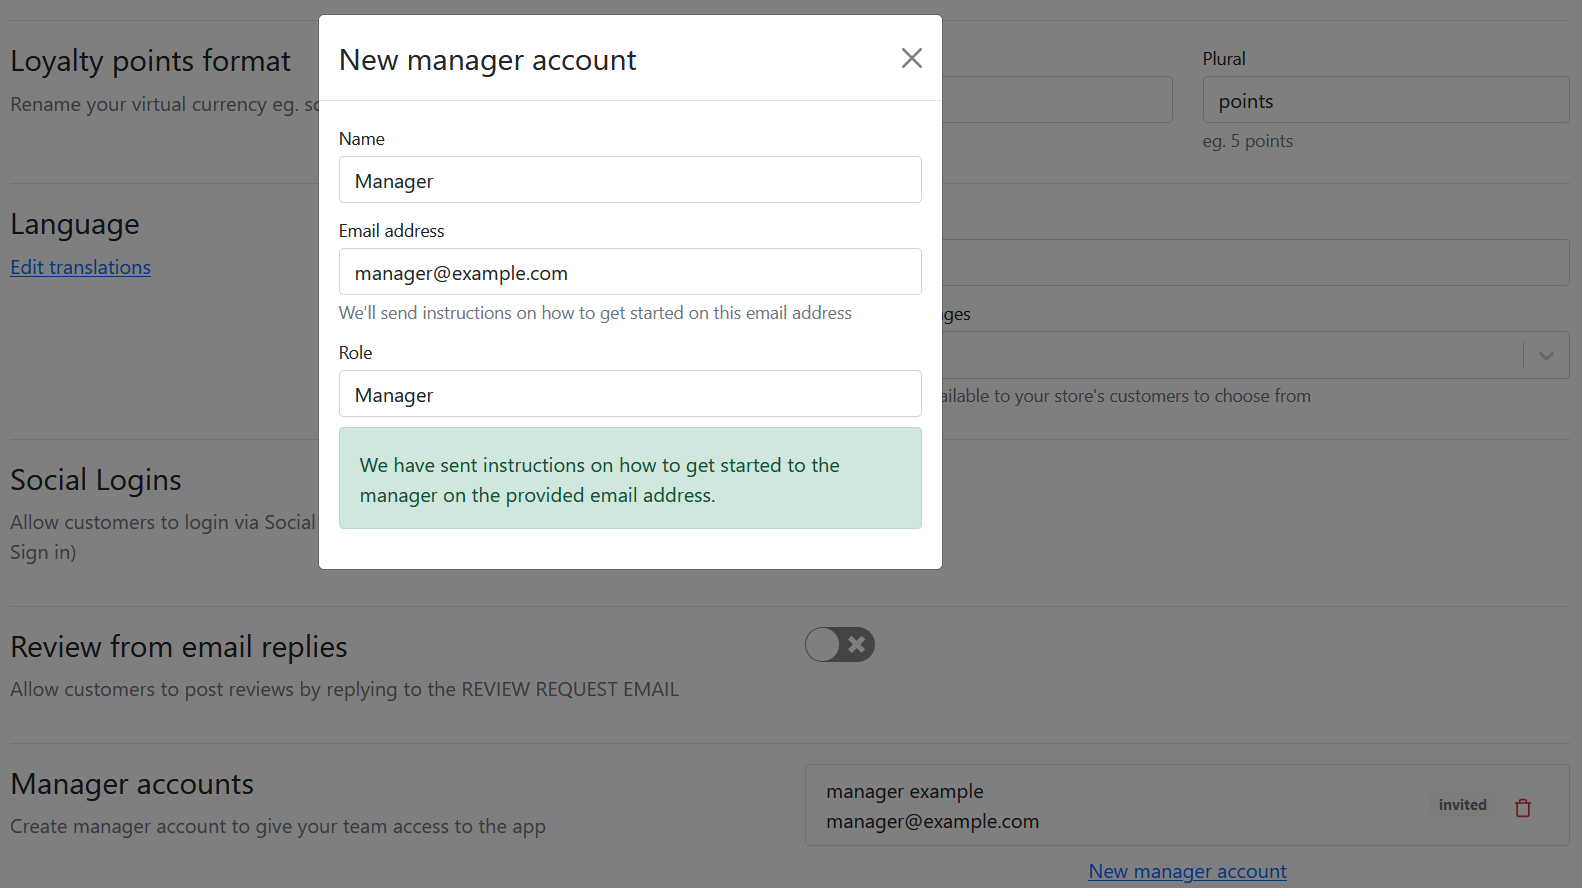 New manager account
Name
Manager
Email address
manager@example.com
We'll send instructions on how to get started on this email address
Role
Manager
We have sent instructions on how to get started to the
manager on the provided email address.
Loyalty points format
Rename your virtual currency eg.
Plural
points
eg. 5 points
Language
Edit translations
to your store's customers to choose from
Social Logins
Allow customers to login via Social
Sign in)
Review from email replies
Allow customers to post reviews by replying to the REVIEW REQUEST EMAIL
Manager accounts
Create manager account to give your team access to the app
manager example
manager@example.com
invited
New manager account